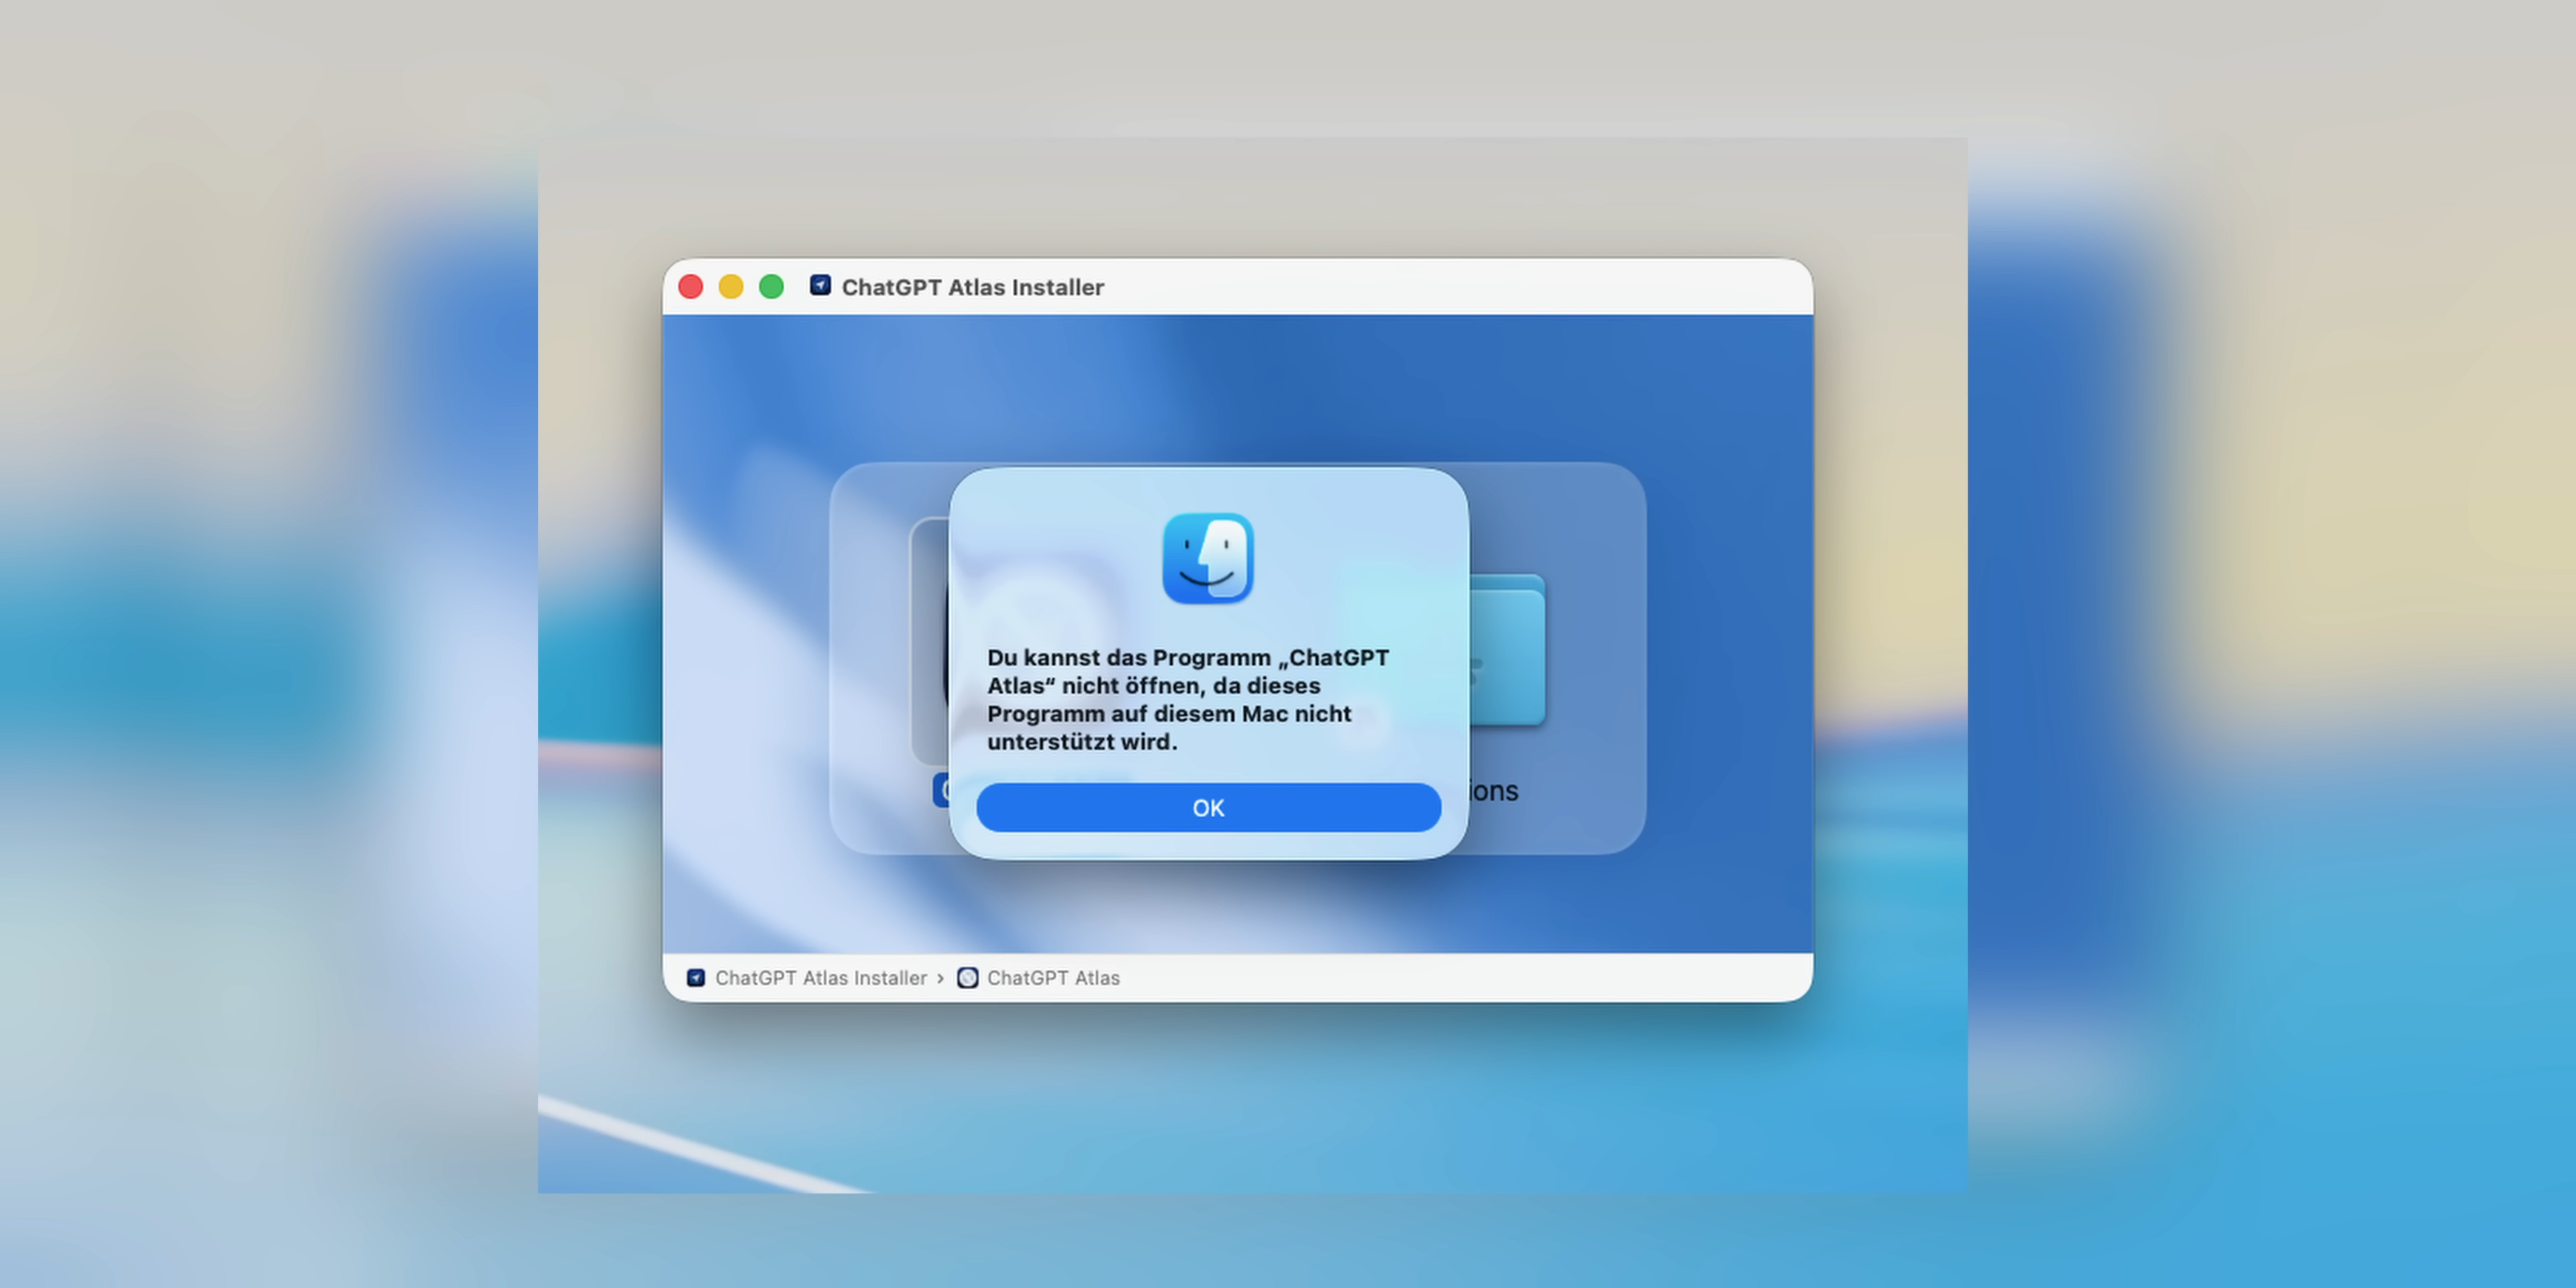 ChatGPT Atlas Installer
Du kannst das Programm „ChatGPT
Atlas“ nicht öffnen, da dieses
Programm auf diesem Mac nicht
unterstützt wird.
ions
OK
ChatGPT Atlas Installer › ChatGPT Atlas